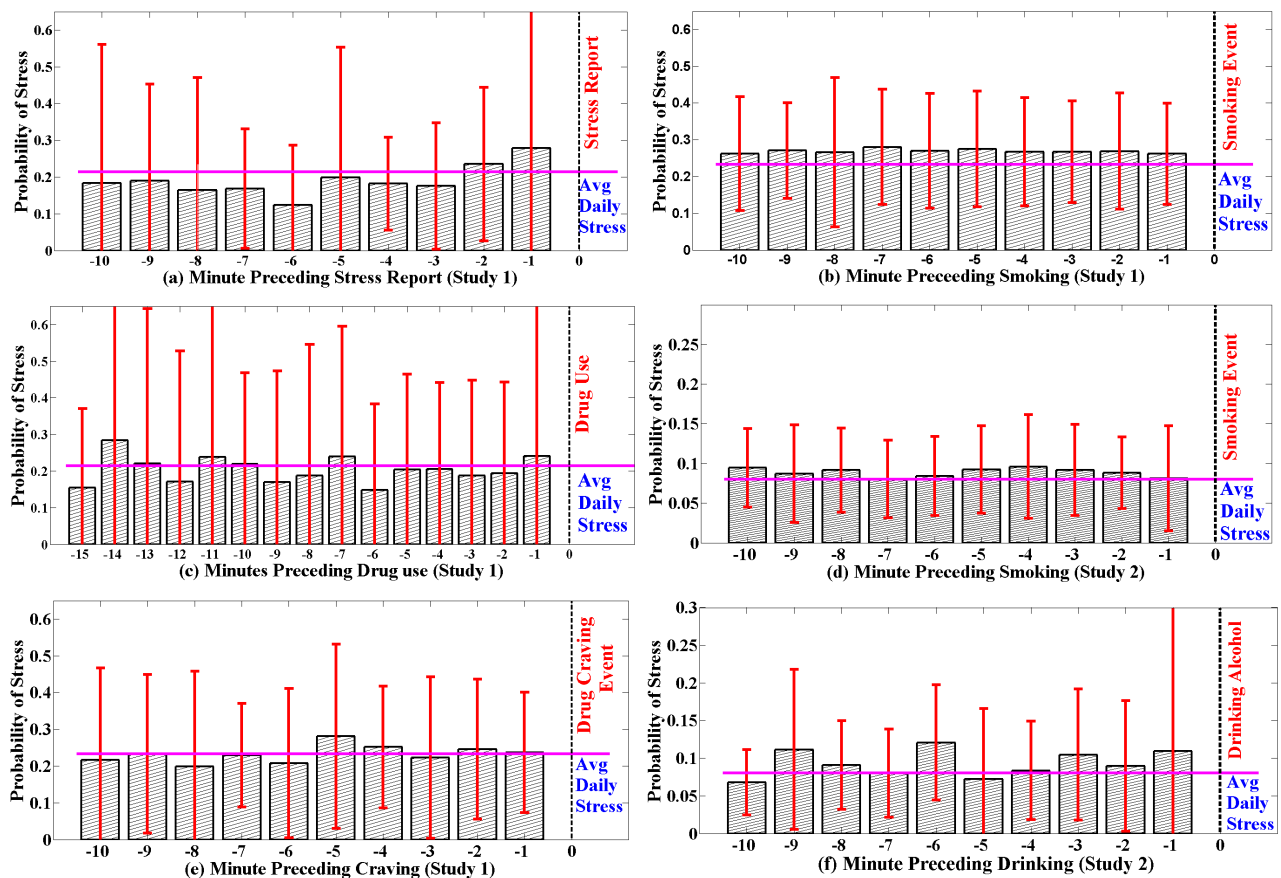 0.6
0.5
0.4
0.3
0.2
0.1
0
Probability of Stress
-10 -9 -8 -7 -6 -5 -4 -3 -2 -1 0
Stress Report
Avg
Daily
Stress
(a) Minute Preceding Stress Report (Study 1)
0.6
0.5
0.4
0.3
0.2
0.1
0
Probability of Stress
-10 -9 -8 -7 -6 -5 -4 -3 -2 -1 0
Smoking Event
Avg
Daily
Stress
(b) Minute Preceeding Smoking (Study 1)
0.6
0.5
0.4
0.3
0.2
0.1
0
Probability of Stress
-15 -14 -13 -12 -11 -10 -9 -8 -7 -6 -5 -4 -3 -2 -1 0
Drug Use
Avg
Daily
Stress
(c) Minutes Preceding Drug use (Study 1)
0.25
0.2
0.15
0.1
0.05
0
Probability of Stress
-10 -9 -8 -7 -6 -5 -4 -3 -2 -1 0
Smoking Event
Avg
Daily
Stress
(d) Minute Preceding Smoking (Study 2)
0.6
0.5
0.4
0.3
0.2
0.1
0
Probability of Stress
-10 -9 -8 -7 -6 -5 -4 -3 -2 -1 0
Drug Craving
Event
Avg
Daily
Stress
(e) Minute Preceding Craving (Study 1)
0.3
0.25
0.2
0.15
0.1
0.05
0
Probability of Stress
-10 -9 -8 -7 -6 -5 -4 -3 -2 -1 0
Drinking Alcohol
Avg
Daily
Stress
(f) Minute Preceding Drinking (Study 2)